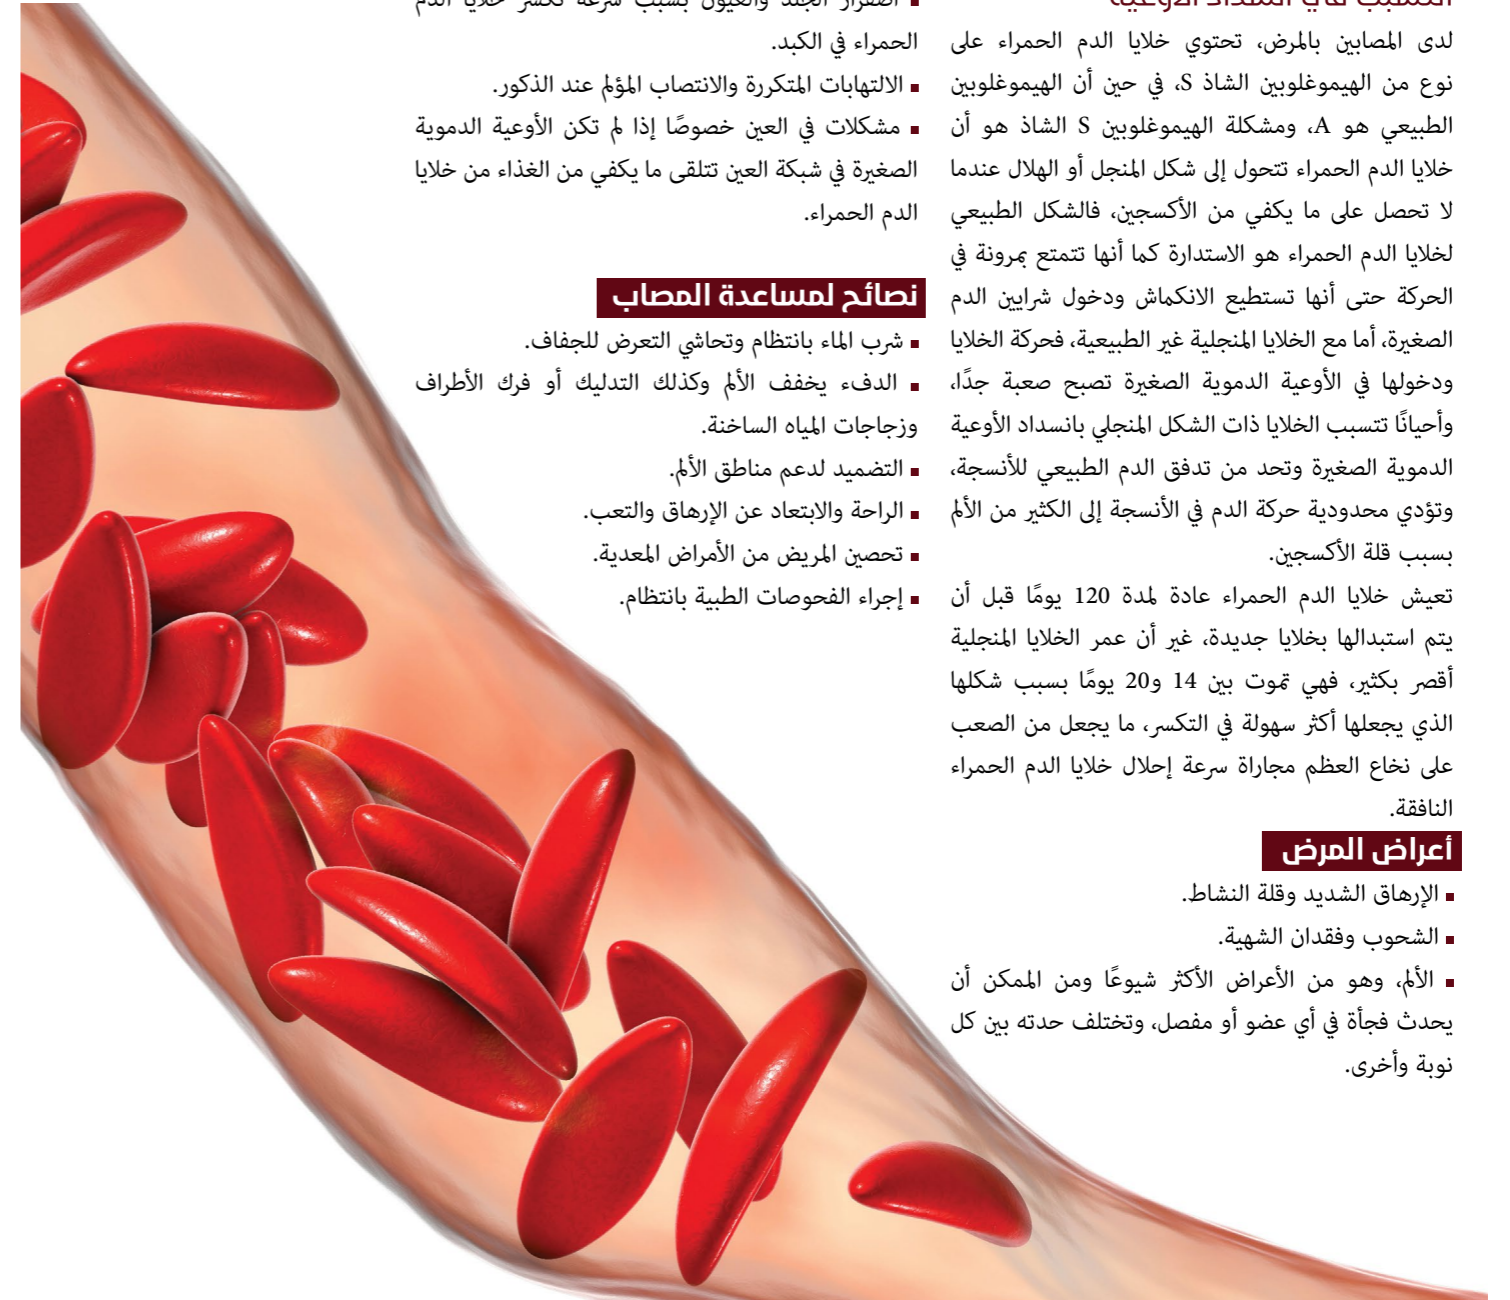 لدى المصابين بالمرض، تحتوي خلايا الدم الحمراء على
نوع من الهيموغلوبين الشاذ S، في حين أن الهيموغلوبين
الطبيعي هو A، ومشكلة الهيموغلوبين S الشاذ هو أن
خلايا الدم الحمراء تتحول إلى شكل المنجل أو الهلال عندما
لا تحصل على ما يكفي من الأكسجين، فالشكل الطبيعي
لخلايا الدم الحمراء هو الاستدارة كما أنها تتمتع بمرونة في
الحركة حتى أنها تستطيع الانكماش ودخول شرايين الدم
الصغيرة، أما مع الخلايا المنجلية غير الطبيعية، فحركة الخلايا
ودخولها في الأوعية الدموية الصغيرة تصبح صعبة جدًا،
وأحيانًا تتسبب الخلايا ذات الشكل المنجلي بانسداد الأوعية
الدموية الصغيرة وتحد من تدفق الدم الطبيعي للأنسجة،
وتؤدي محدودية حركة الدم في الأنسجة إلى الكثير من الألم
بسبب قلة الأكسجين.
تعيش خلايا الدم الحمراء عادة لمدة 120 يومًا قبل أن
يتم استبدالها بخلايا جديدة، غير أن عمر الخلايا المنجلية
أقصر بكثير، فهي تموت بين 14 و20 يومًا بسبب شكلها
الذي يجعلها أكثر سهولة في التكسر، ما يجعل من الصعب
على نخاع العظم مجاراة سرعة إحلال خلايا الدم الحمراء
النافقة.
أعراض المرض
▪ الإرهاق الشديد وقلة النشاط.
▪ الشحوب وفقدان الشهية.
▪ الألم، وهو من الأعراض الأكثر شيوعًا ومن الممكن أن
يحدث فجأة في أي عضو أو مفصل، وتختلف حدته بين كل
نوبة وأخرى.
▪ اصفرار الجلد والعيون بسبب سرعة تكسر خلايا الدم
الحمراء في الكبد.
▪ الالتهابات المتكررة والانتصاب المؤلم عند الذكور.
▪ مشكلات في العين خصوصًا إذا لم تكن الأوعية الدموية
الصغيرة في شبكة العين تتلقى ما يكفي من الغذاء من خلايا
الدم الحمراء.
نصائح لمساعدة المصاب
▪ شرب الماء بانتظام وتحاشي التعرض للجفاف.
▪ الدفء يخفف الألم وكذلك التدليك أو فرك الأطراف
وزجاجات المياه الساخنة.
▪ التضميد لدعم مناطق الألم.
▪ الراحة والابتعاد عن الإرهاق والتعب.
▪ تحصين المريض من الأمراض المعدية.
▪ إجراء الفحوصات الطبية بانتظام.